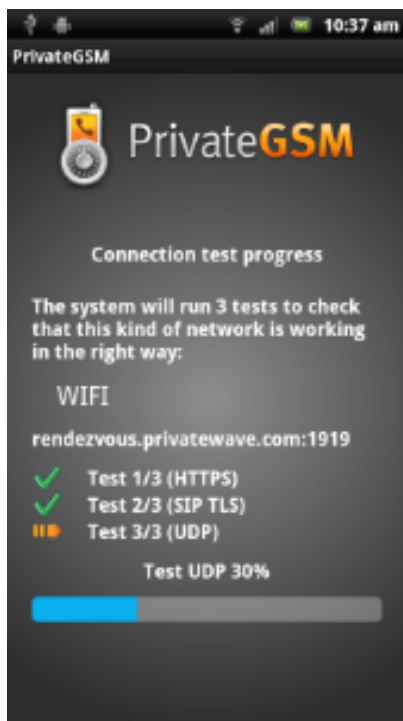 10:37 am
PrivateGSM
PrivateGSM
Connection test progress
The system will run 3 tests to check
that this kind of network is working
in the right way:
WIFI
rendezvous.privatewave.com:1919
Test 1/3 (HTTPS)
Test 2/3 (SIP TLS)
Test 3/3 (UDP)
Test UDP 30%